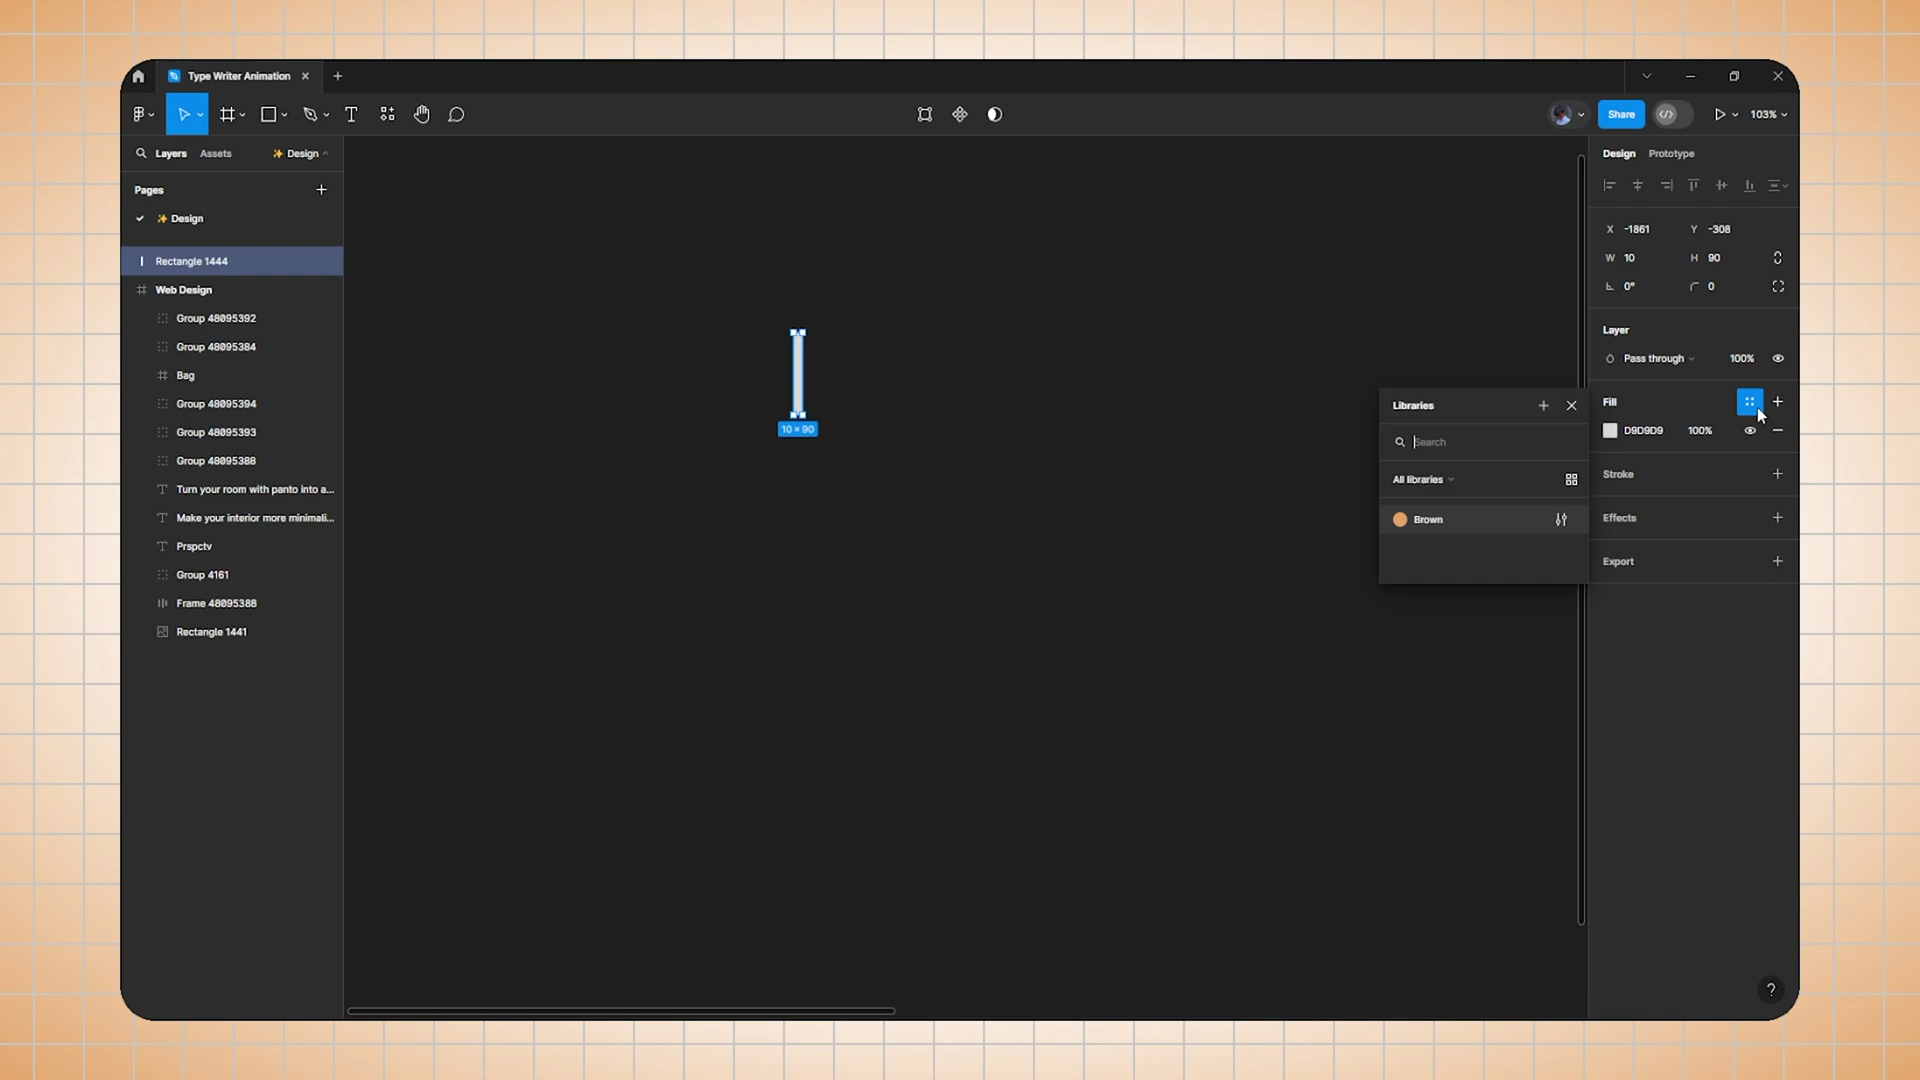 Type Writer Animation
Share
103%
Layers Assets ✨ Design
Pages
✨ Design
Rectangle 1444
Web Design
Group 48095392
Group 48095384
Bag
Group 48095394
Group 48095393
Group 48095388
Turn your room with panto into a...
Make your interior more minimali...
Prspctv
Group 4161
Frame 48095388
Rectangle 1441
10 × 90
Libraries
Search
All libraries
Brown
Design Prototype
X -1861 Y -308
W 10 H 90
0° 0
Layer
Pass through 100%
Fill
D9D9D9 100%
Stroke
Effects
Export
?